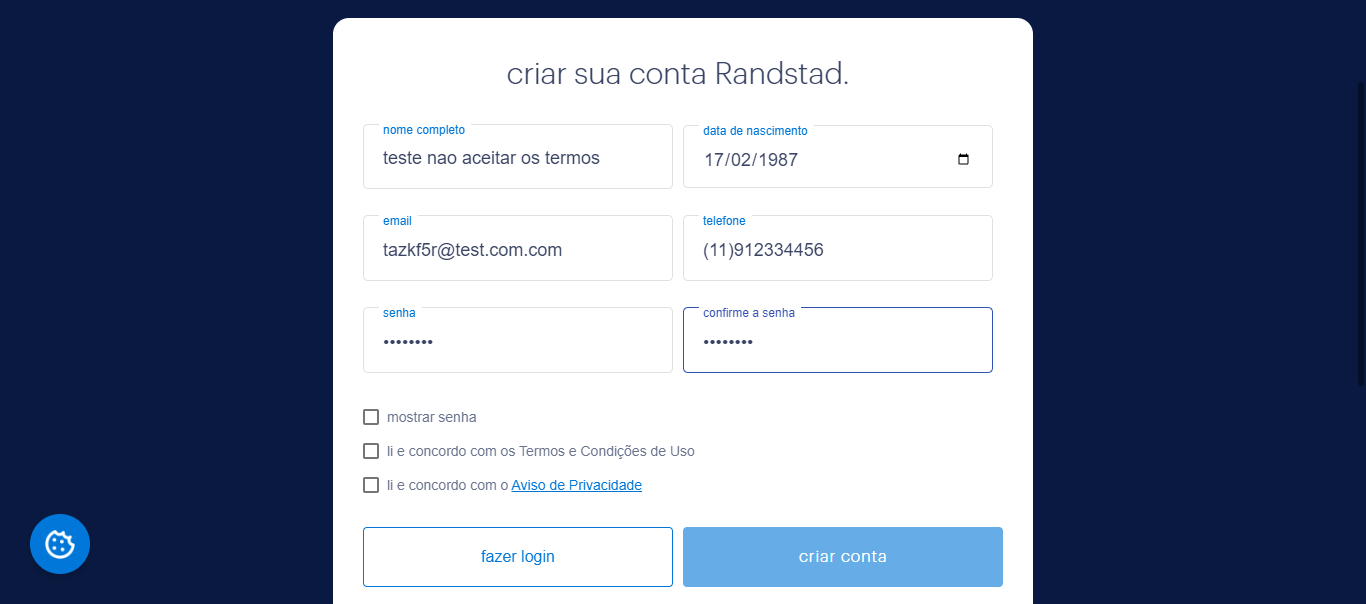 criar sua conta Randstad.
nome completo
teste nao aceitar os termos
data de nascimento
17/02/1987
email
tazkf5r@test.com.com
telefone
(11)912334456
senha
••••••••
confirme a senha
••••••••
mostrar senha
li e concordo com os Termos e Condições de Uso
li e concordo com o Aviso de Privacidade
fazer login
criar conta